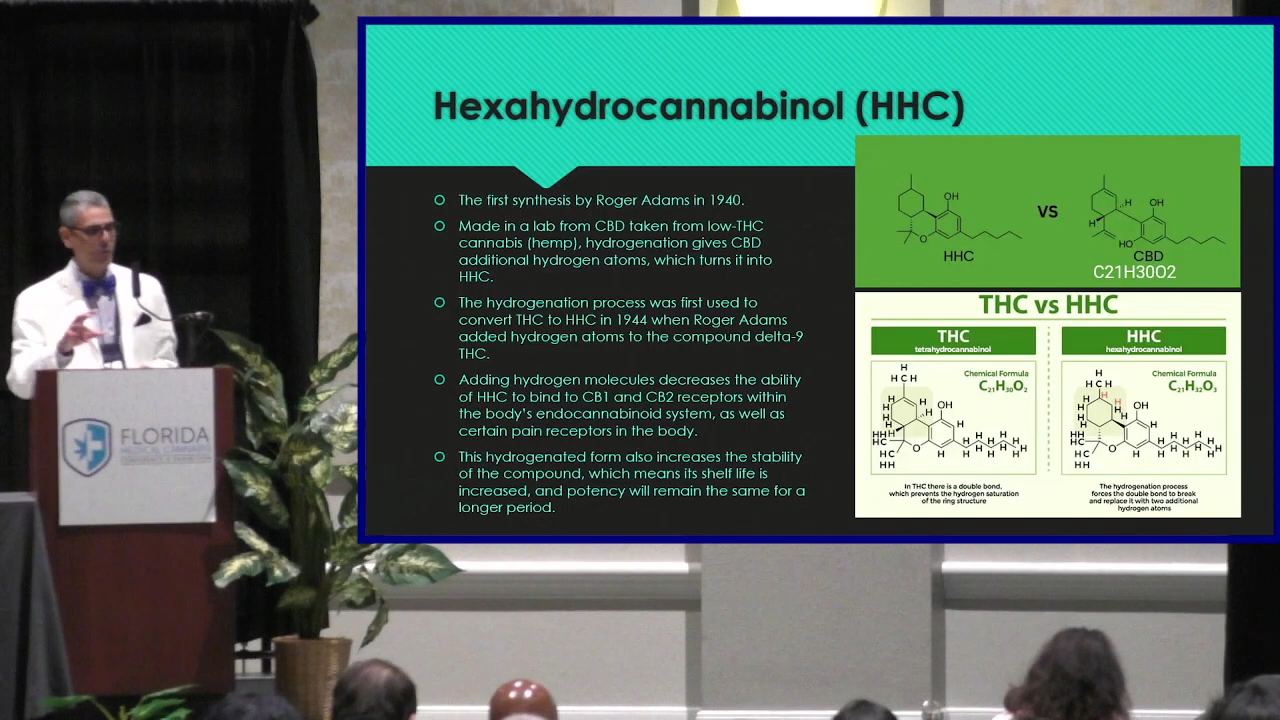 Hexahydrocannabinol (HHC)
The first synthesis by Roger Adams in 1940.
Made in a lab from CBD taken from low-THC
cannabis (hemp), hydrogenation gives CBD
additional hydrogen atoms, which turns it into
HHC.
The hydrogenation process was first used to
convert THC to HHC in 1944 when Roger Adams
added hydrogen atoms to the compound delta-9
THC.
Adding hydrogen molecules decreases the ability
of HHC to bind to CB1 and CB2 receptors within
the body's endocannabinoid system, as well as
certain pain receptors in the body.
This hydrogenated form also increases the stability
of the compound, which means its shelf life is
increased, and potency will remain the same for a
longer period.
OH
O
HHC
VS
H
OH
H
HO
CBD
C21H30O2
THC vs HHC
THC
tetrahydrocannabinol
Chemical Formula
C₂₁H₃₀O₂
In THC there is a double bond,
which prevents the hydrogen saturation
of the ring structure
HHC
hexahydrocannabinol
Chemical Formula
C₂₁H₃₂O₃
The hydrogenation process
forces the double bond to break
and replace it with two additional
hydrogen atoms
FLORIDA
MEDICAL CANNABIS
CONFERENCE & EXHIBITION